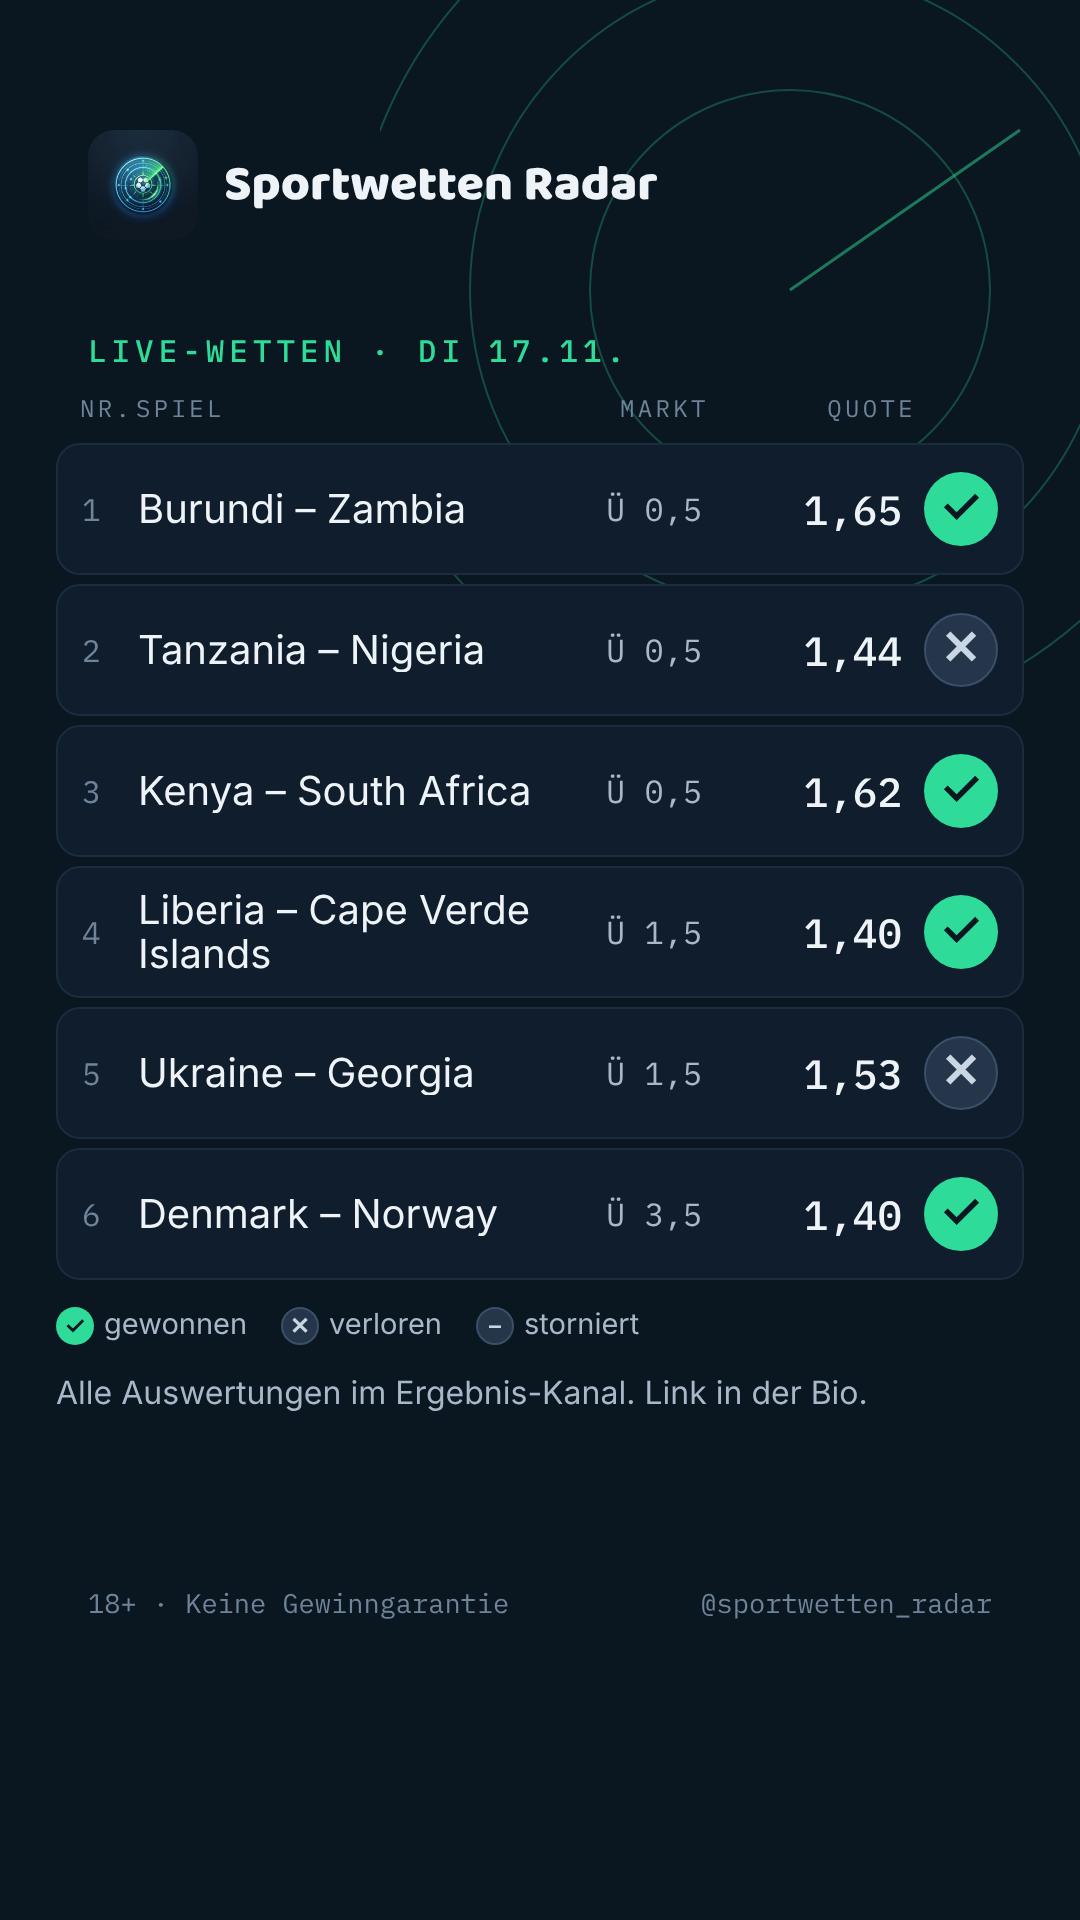 Sportwetten Radar
LIVE-WETTEN · DI 17.11.
NR. SPIEL MARKT QUOTE
1 Burundi – Zambia Ü 0,5 1,65
2 Tanzania – Nigeria Ü 0,5 1,44
3 Kenya – South Africa Ü 0,5 1,62
4 Liberia – Cape Verde Islands Ü 1,5 1,40
5 Ukraine – Georgia Ü 1,5 1,53
6 Denmark – Norway Ü 3,5 1,40
gewonnen verloren storniert
Alle Auswertungen im Ergebnis-Kanal. Link in der Bio.
18+ · Keine Gewinngarantie @sportwetten_radar